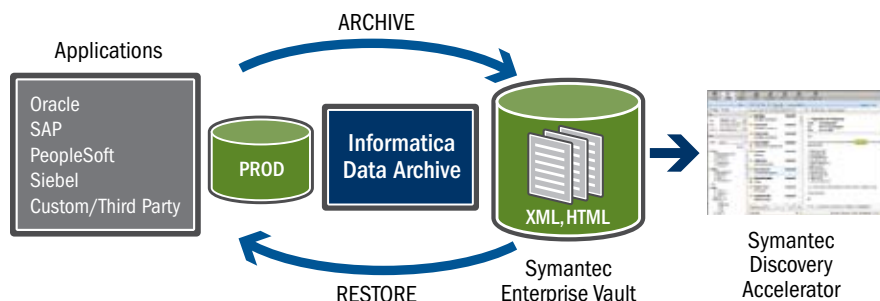 ARCHIVE
Applications
Oracle
SAP
PeopleSoft
Siebel
Custom/Third Party
PROD
Informatica
Data Archive
XML, HTML
RESTORE
Symantec
Enterprise Vault
Symantec
Discovery
Accelerator